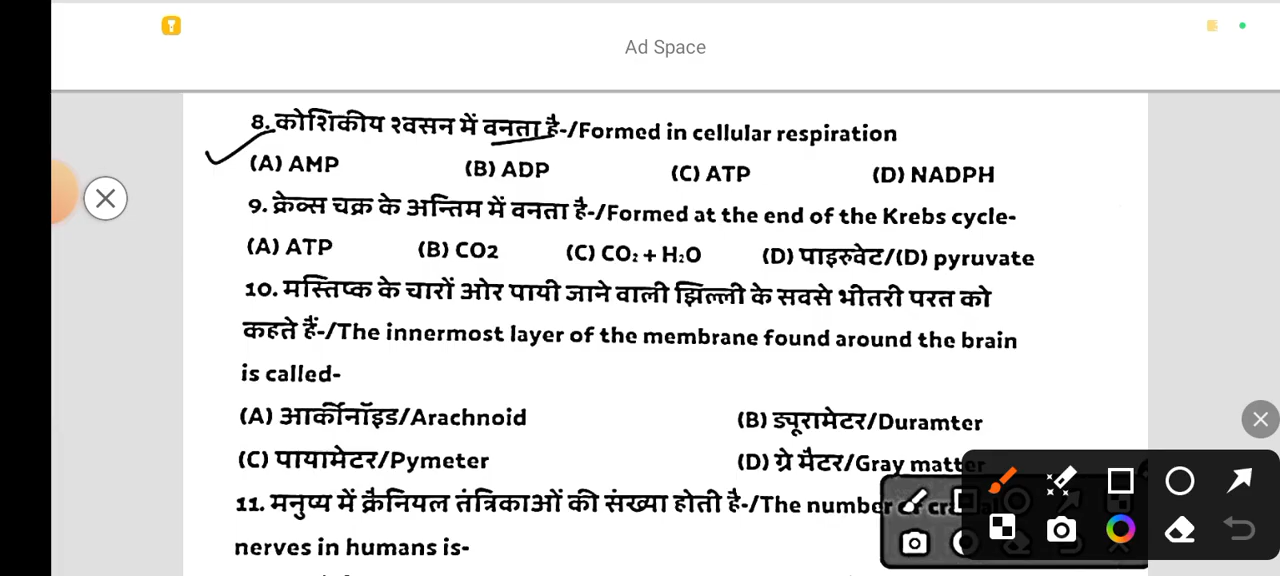 Ad Space
8. कोशिकीय श्वसन में बनता है-/Formed in cellular respiration
(A) AMP (B) ADP (C) ATP (D) NADPH
9. क्रेब्स चक्र के अन्तिम में बनता है-/Formed at the end of the Krebs cycle-
(A) ATP (B) CO2 (C) CO₂ + H₂O (D) पाइरुवेट/(D) pyruvate
10. मस्तिष्क के चारों ओर पायी जाने वाली झिल्ली के सबसे भीतरी परत को
कहते हैं-/The innermost layer of the membrane found around the brain
is called-
(A) आर्कीनॉइड/Arachnoid (B) ड्यूरामेटर/Duramter
(C) पायामेटर/Pymeter (D) ग्रे मैटर/Gray matter
11. मनुष्य में क्रैनियल तंत्रिकाओं की संख्या होती है-/The number
nerves in humans is-